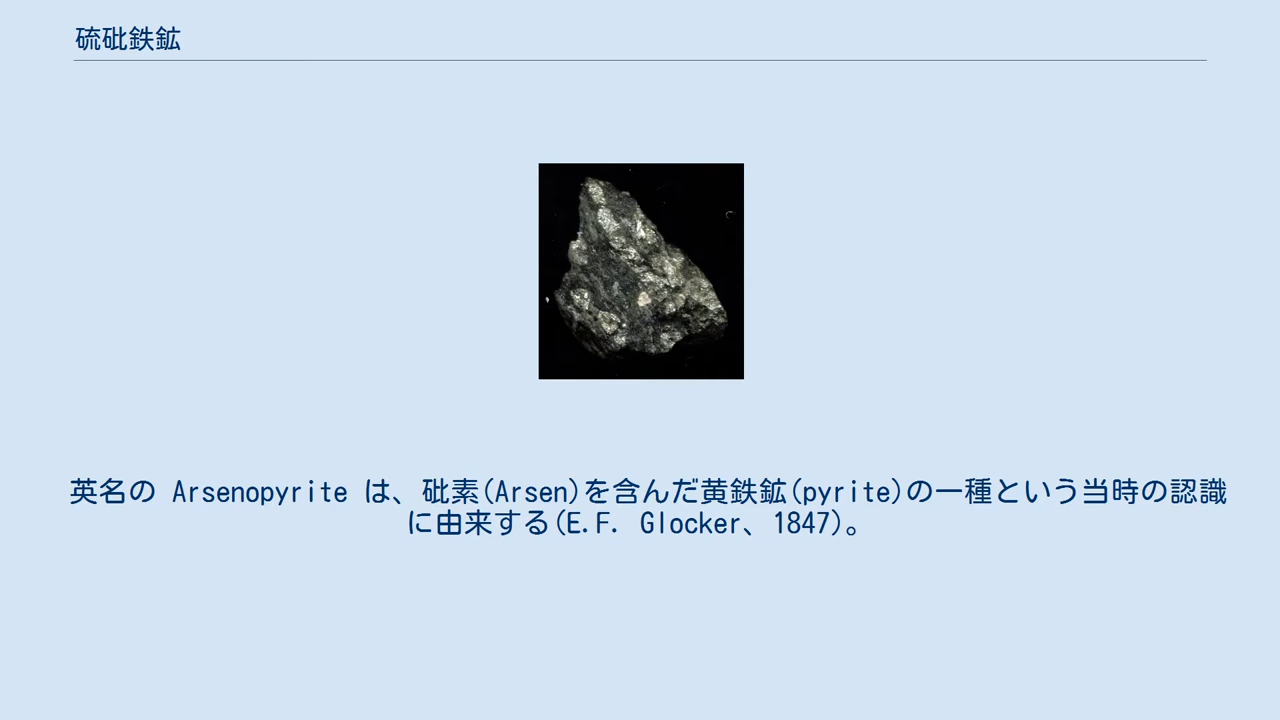 硫砒鉄鉱
英名の Arsenopyrite は、砒素(Arsen)を含んだ黄鉄鉱(pyrite)の一種という当時の認識
に由来する(E.F. Glocker、1847)。